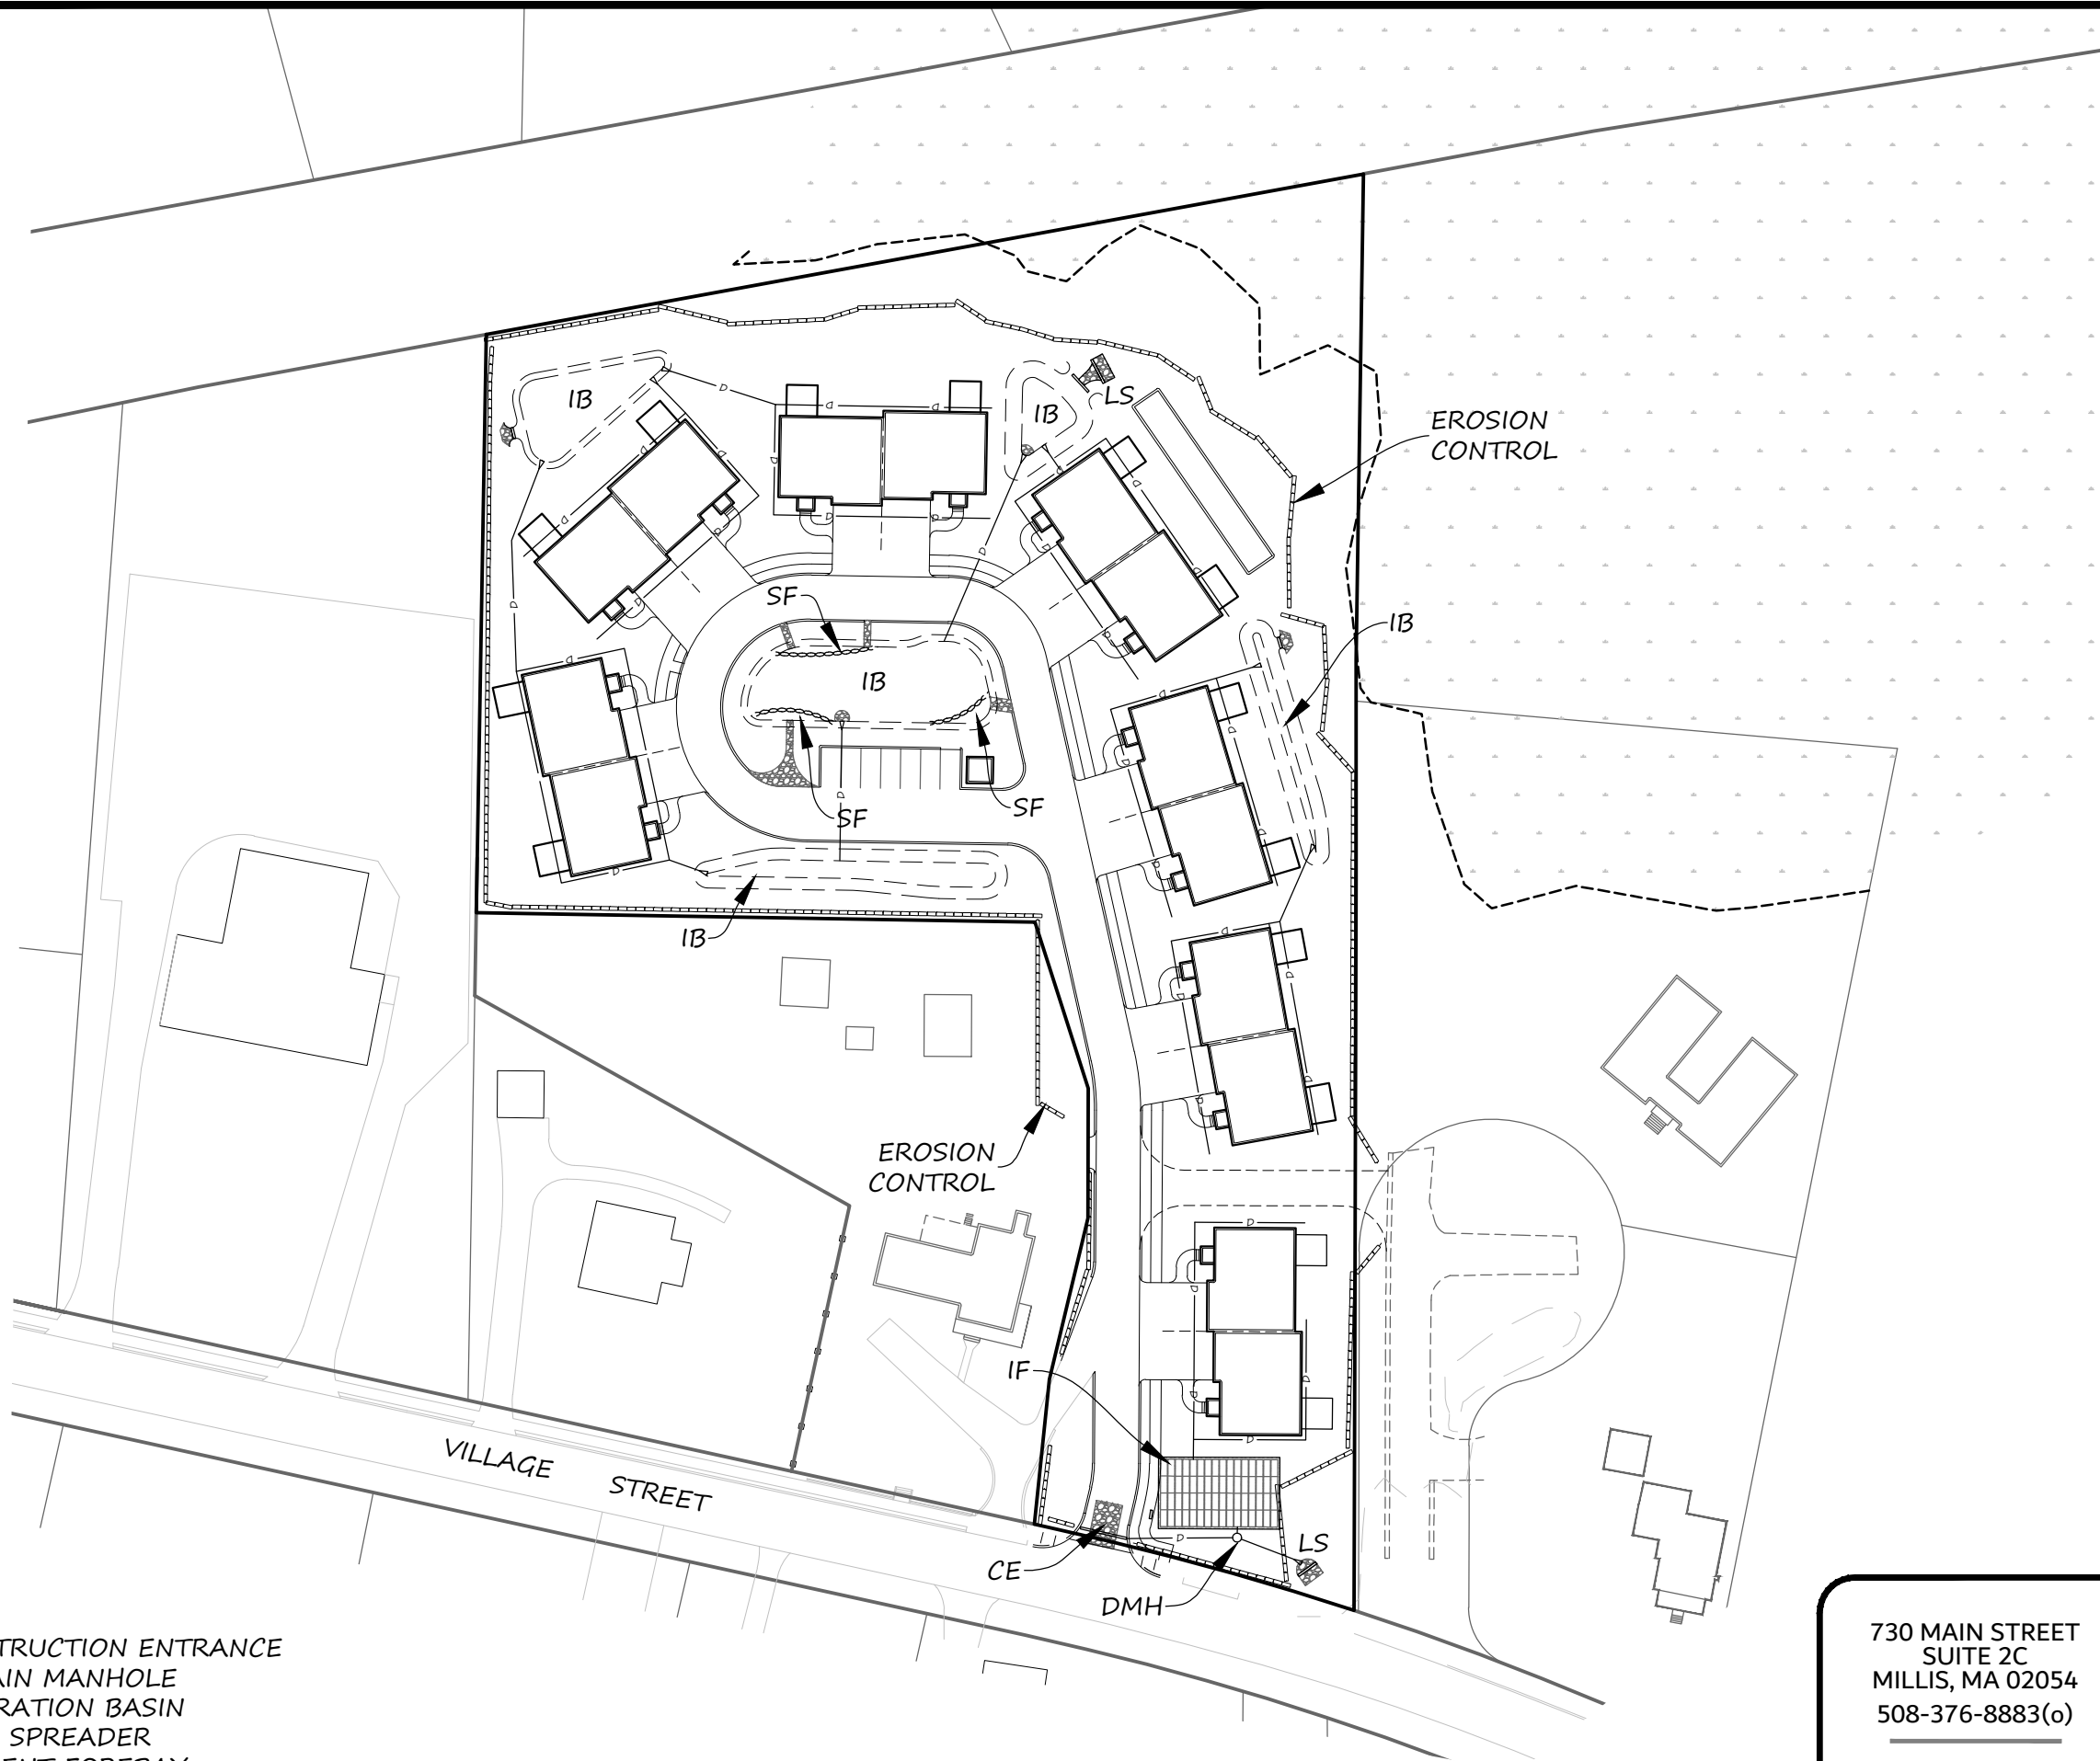 IB
IB
LS
EROSION
CONTROL
SF
IB
IB
SF
SF
IB
EROSION
CONTROL
IF
VILLAGE STREET
CE
DMH
LS
TRUCTION ENTRANCE
AIN MANHOLE
RATION BASIN
SPREADER
730 MAIN STREET
SUITE 2C
MILLIS, MA 02054
508-376-8883(o)